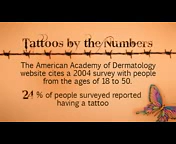 Tattoos by the Numbers
The American Academy of Dermatology
website cites a 2004 survey with people
from the ages of 18 to 50.
24 % of people surveyed reported
having a tattoo